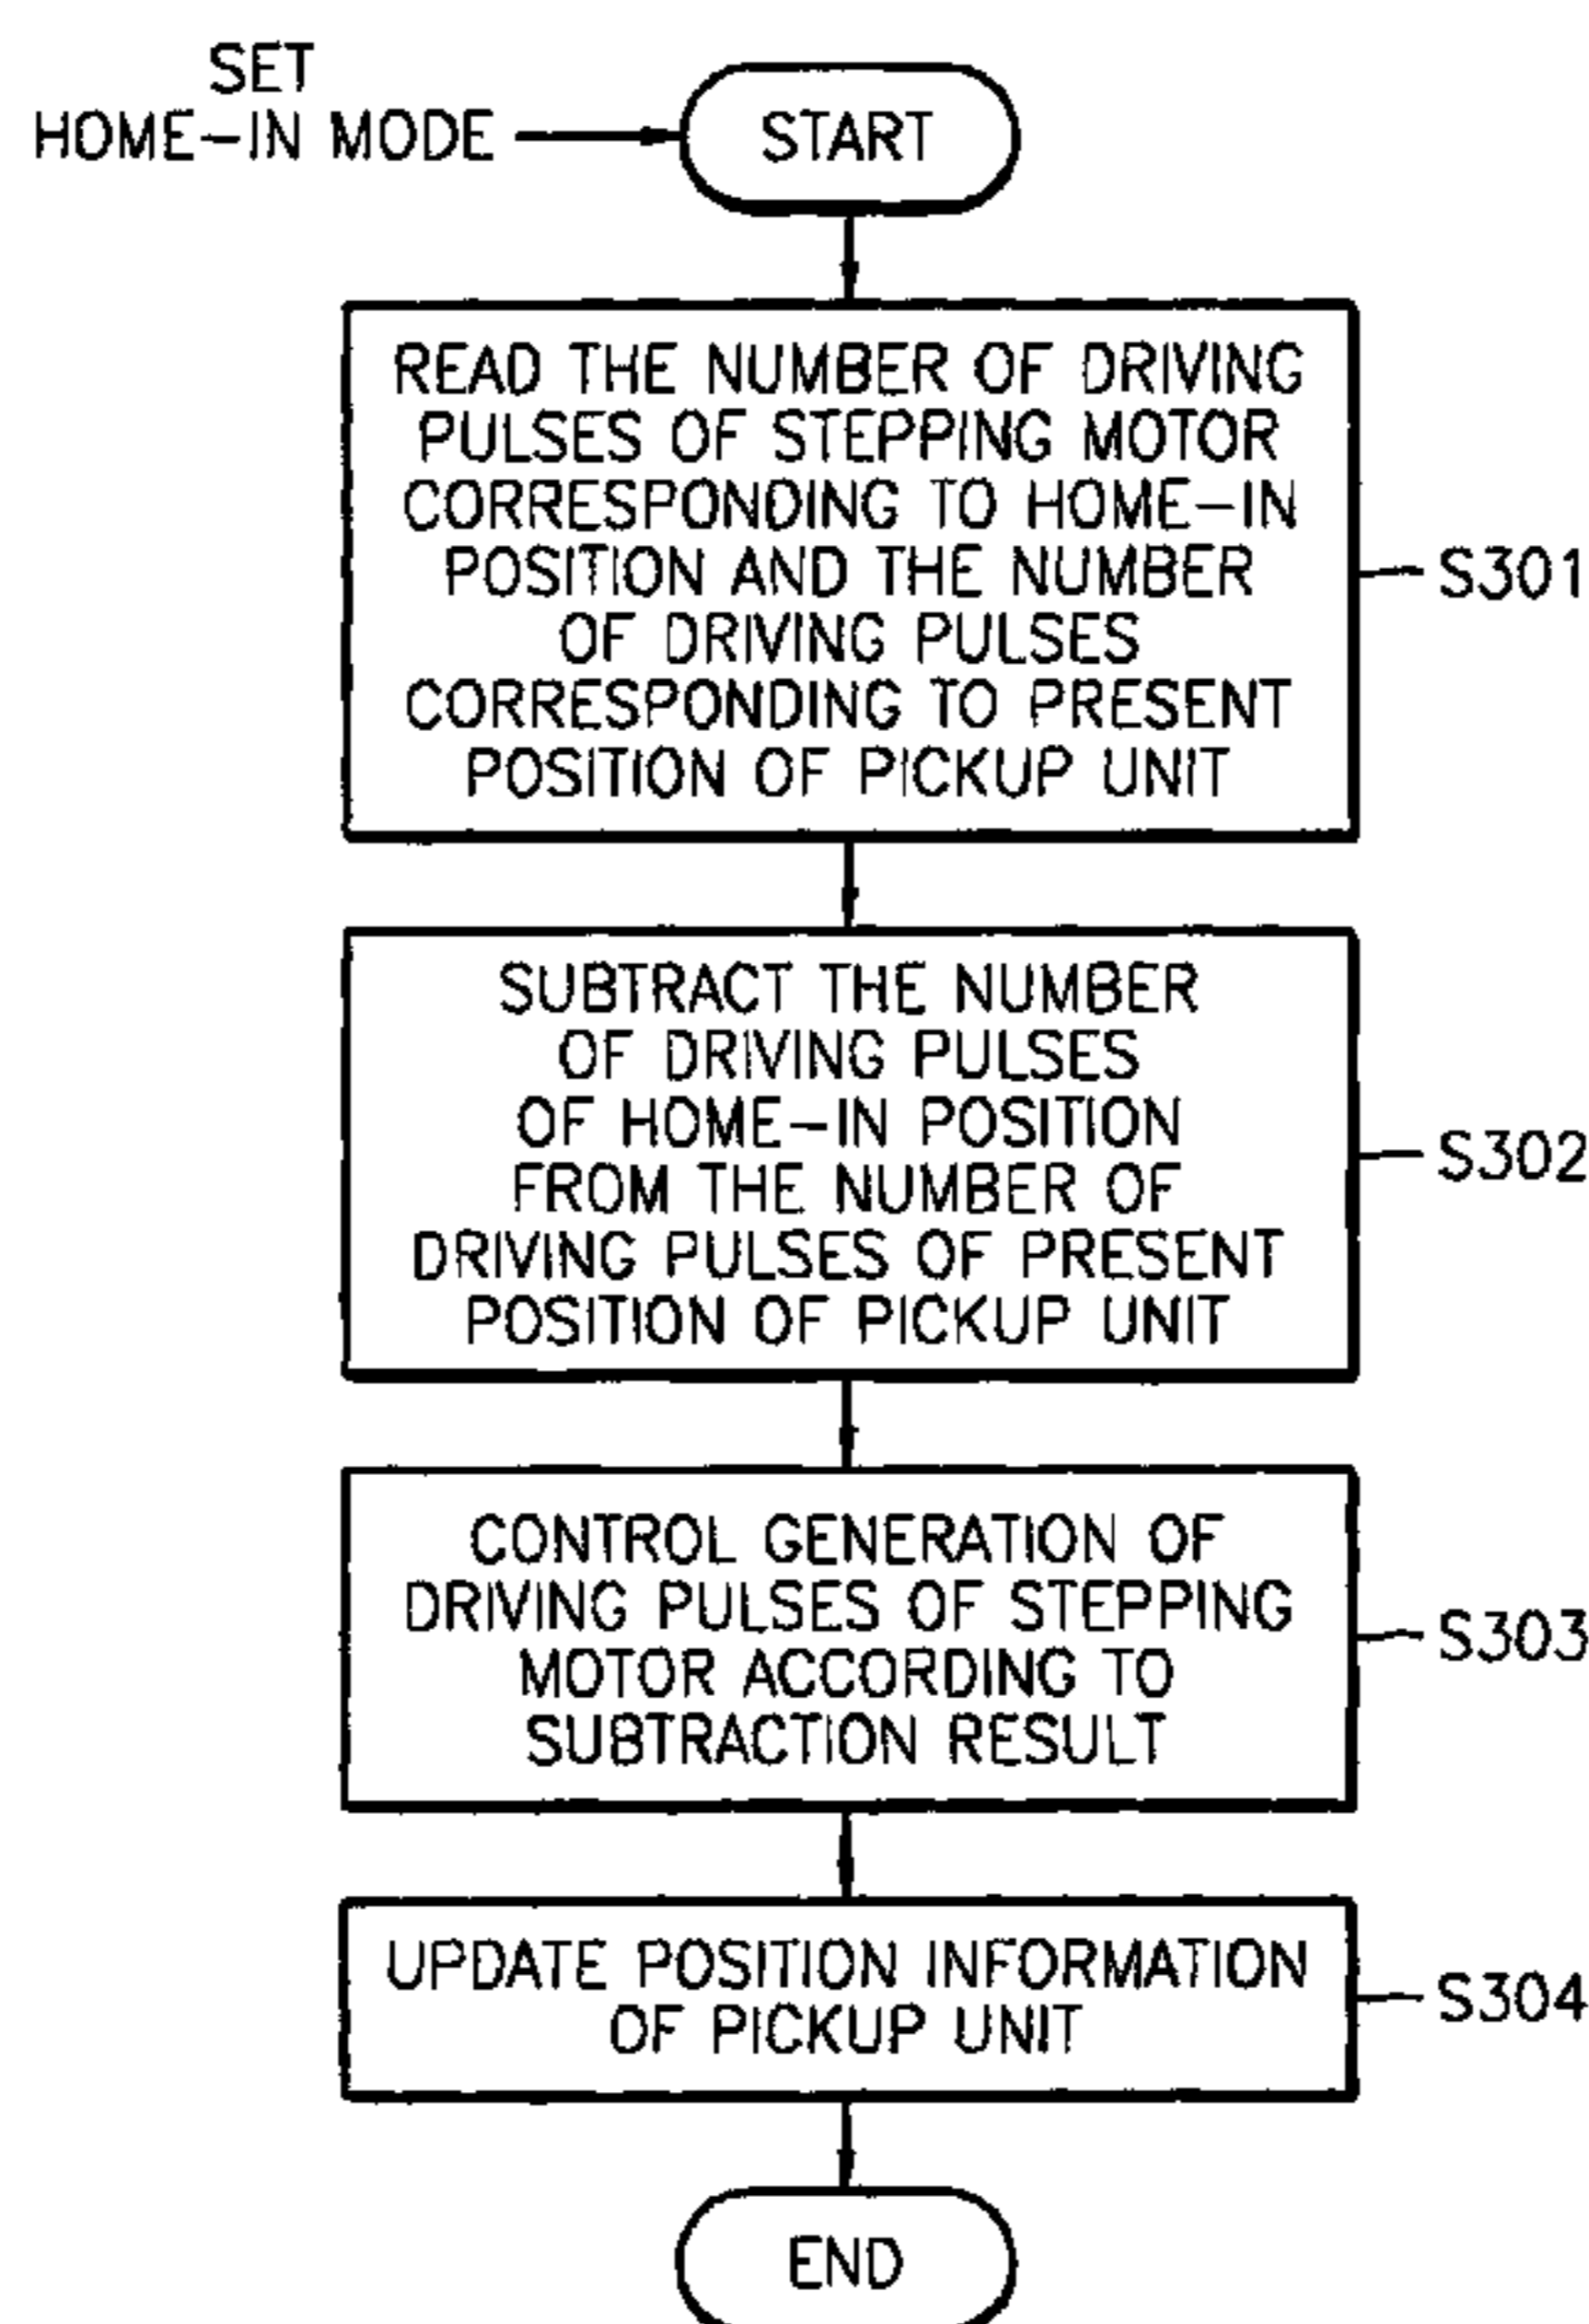 SET
HOME-IN MODE
START
READ THE NUMBER OF DRIVING
PULSES OF STEPPING MOTOR
CORRESPONDING TO HOME-IN
POSITION AND THE NUMBER
OF DRIVING PULSES
CORRESPONDING TO PRESENT
POSITION OF PICKUP UNIT
S301
SUBTRACT THE NUMBER
OF DRIVING PULSES
OF HOME-IN POSITION
FROM THE NUMBER OF
DRIVING PULSES OF PRESENT
POSITION OF PICKUP UNIT
S302
CONTROL GENERATION OF
DRIVING PULSES OF STEPPING
MOTOR ACCORDING TO
SUBTRACTION RESULT
S303
UPDATE POSITION INFORMATION
OF PICKUP UNIT
S304
END